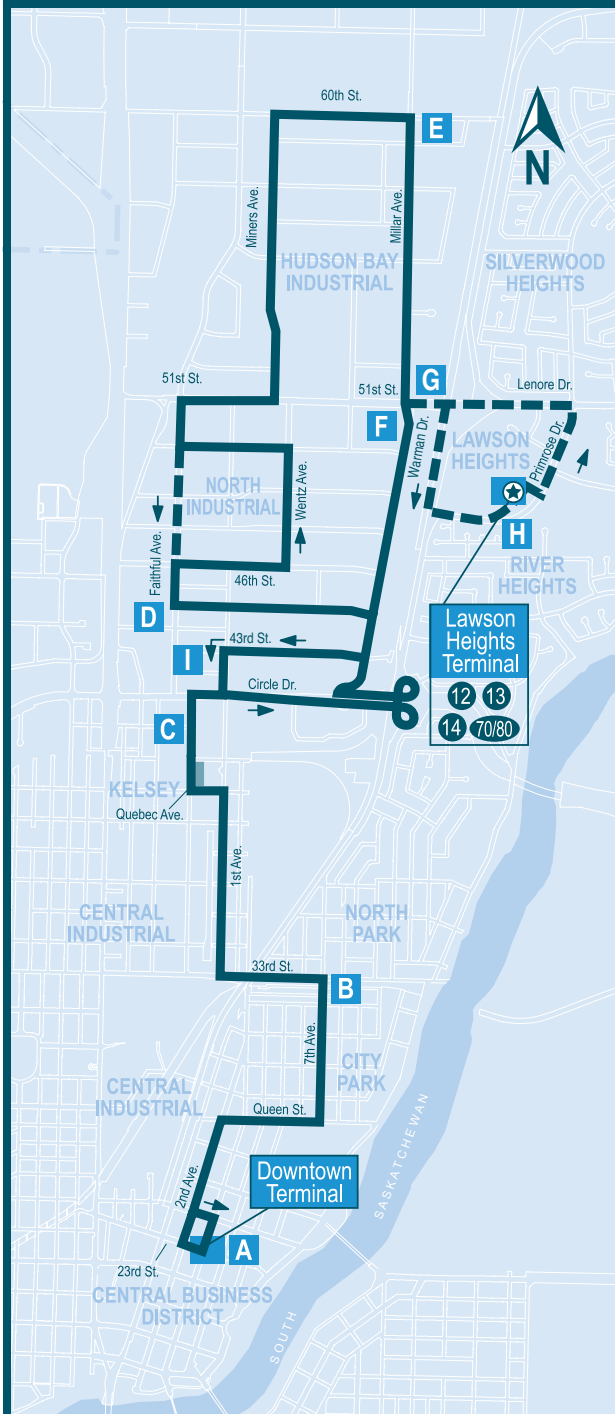 60th St.
E
N
Miners Ave.
Millar Ave.
HUDSON BAY
INDUSTRIAL
SILVERWOOD
HEIGHTS
51st St.
51st St.
G
Lenore Dr.
F
Warman Dr.
LAWSON
HEIGHTS
Primrose Dr.
NORTH
INDUSTRIAL
Wentz Ave.
H
Faithful Ave.
RIVER
HEIGHTS
46th St.
D
Lawson
Heights
Terminal
12 13
14 70/80
43rd St.
I
Circle Dr.
C
KELSEY
Quebec Ave.
1st Ave.
CENTRAL
INDUSTRIAL
NORTH
PARK
33rd St.
B
7th Ave.
CITY
PARK
CENTRAL
INDUSTRIAL
Queen St.
SASKATCHEWAN
Downtown
Terminal
2nd Ave.
A
23rd St.
CENTRAL BUSINESS
DISTRICT
SOUTH